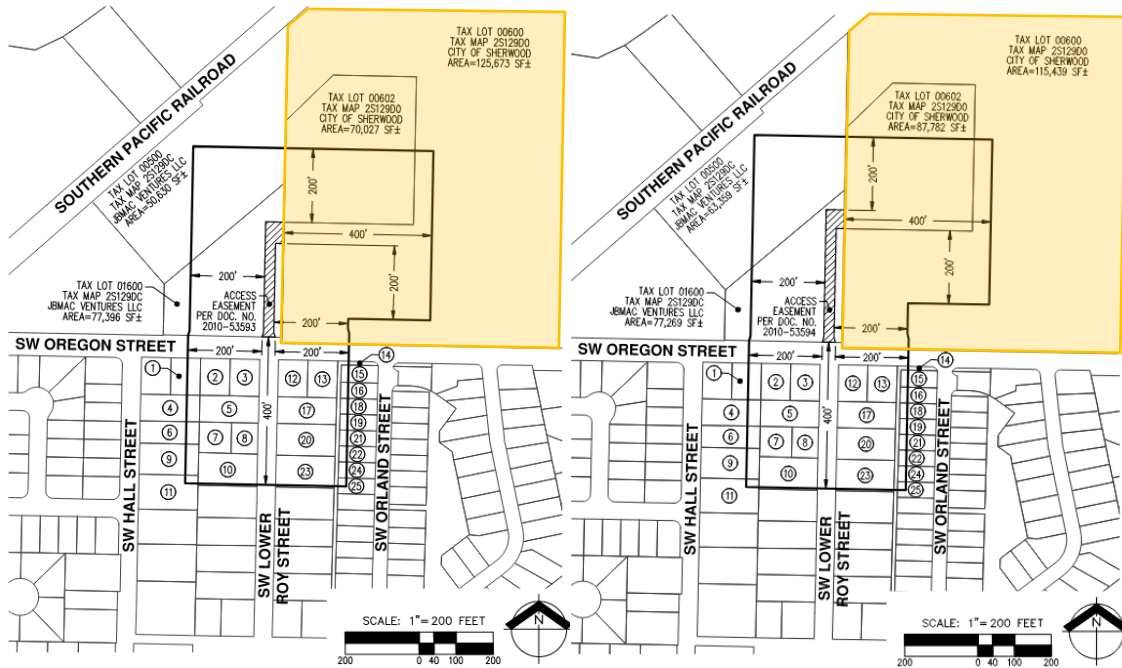 TAX LOT 00600
TAX MAP 2S129D0
CITY OF SHERWOOD
AREA=125,673 SF±
TAX LOT 00602
TAX MAP 2S129D0
CITY OF SHERWOOD
AREA=70,027 SF±
SOUTHERN PACIFIC RAILROAD
TAX LOT 00500
TAX MAP 2S129DC
JBMAC VENTURES LLC
AREA=50,630 SF±
200'
400'
200'
200'
TAX LOT 01600
TAX MAP 2S129DC
JBMAC VENTURES LLC
AREA=77,396 SF±
ACCESS
EASEMENT
PER DOC. NO.
2010-53593
200'
SW OREGON STREET
200'
200'
14
1
2
3
12
13
15
16
4
5
17
18
400'
19
6
7
8
20
21
22
9
10
23
24
25
11
SW HALL STREET
SW LOWER
ROY STREET
SW ORLAND STREET
SCALE: 1"= 200 FEET
N
200
0
40
100
200
TAX LOT 00600
TAX MAP 2S129D0
CITY OF SHERWOOD
AREA=115,439 SF±
TAX LOT 00602
TAX MAP 2S129D0
CITY OF SHERWOOD
AREA=87,782 SF±
SOUTHERN PACIFIC RAILROAD
TAX LOT 00500
TAX MAP 2S129DC
JBMAC VENTURES LLC
AREA=63,359 SF±
200'
400'
200'
200'
TAX LOT 01600
TAX MAP 2S129DC
JBMAC VENTURES LLC
AREA=77,269 SF±
ACCESS
EASEMENT
PER DOC. NO.
2010-53594
200'
SW OREGON STREET
200'
200'
14
1
2
3
12
13
15
16
4
5
17
18
400'
19
6
7
8
20
21
22
9
10
23
24
25
11
SW HALL STREET
SW LOWER
ROY STREET
SW ORLAND STREET
SCALE: 1"= 200 FEET
N
200
0
40
100
200